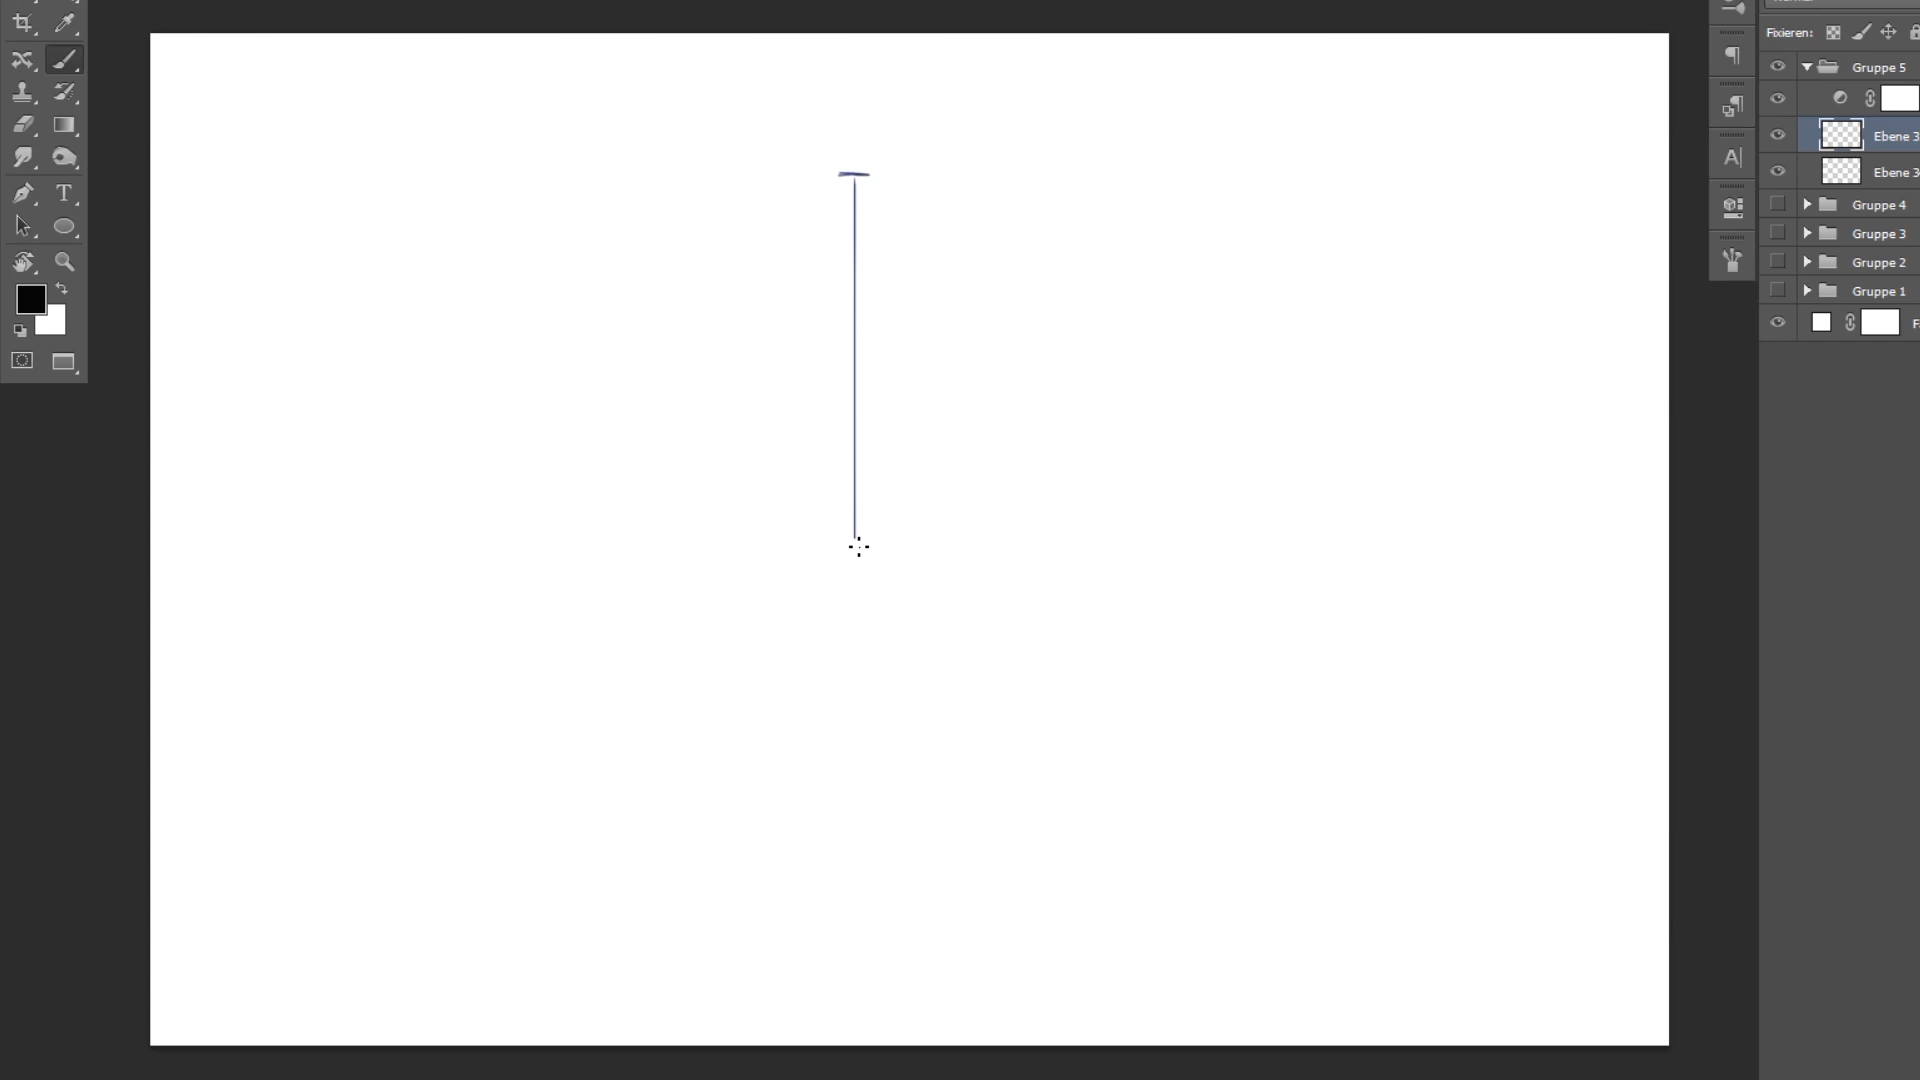 Fixieren:
Gruppe 5
Ebene 3
Ebene 3
Gruppe 4
Gruppe 3
Gruppe 2
Gruppe 1
F